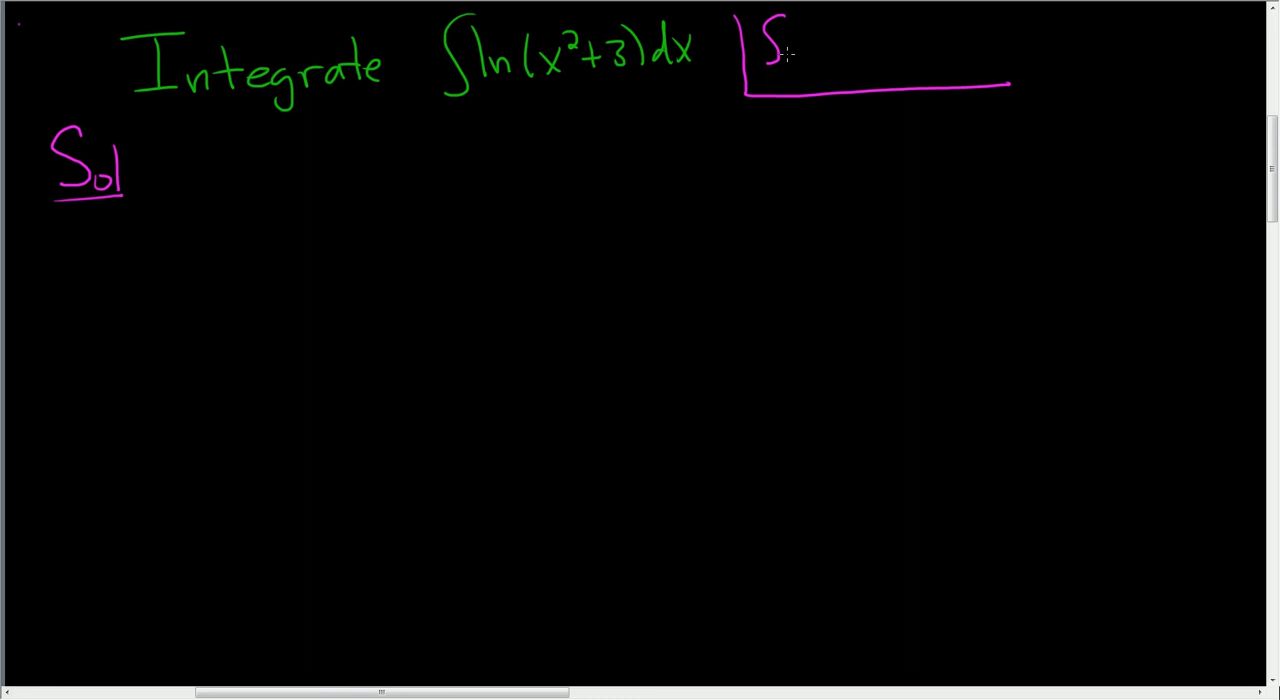 Integrate ∫ln(x²+3)dx ∫
Sol